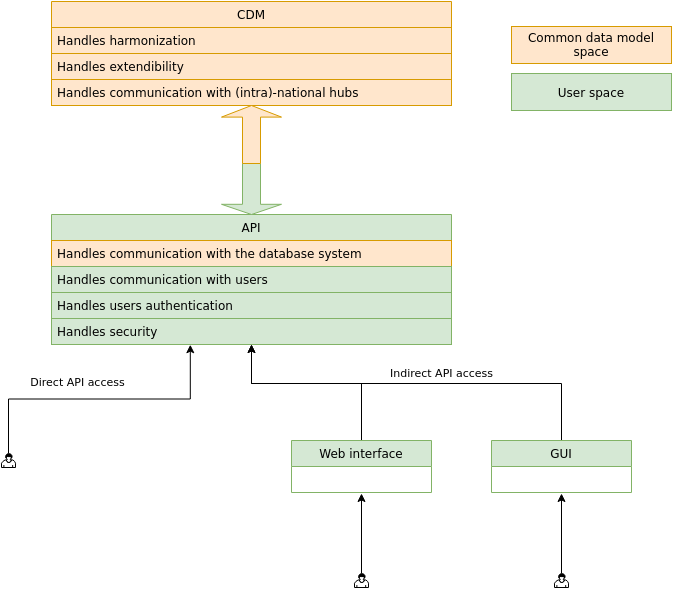 CDM
Handles harmonization
Handles extendibility
Handles communication with (intra)-national hubs
Common data model
space
User space
API
Handles communication with the database system
Handles communication with users
Handles users authentication
Handles security
Direct API access
Indirect API access
Web interface
GUI